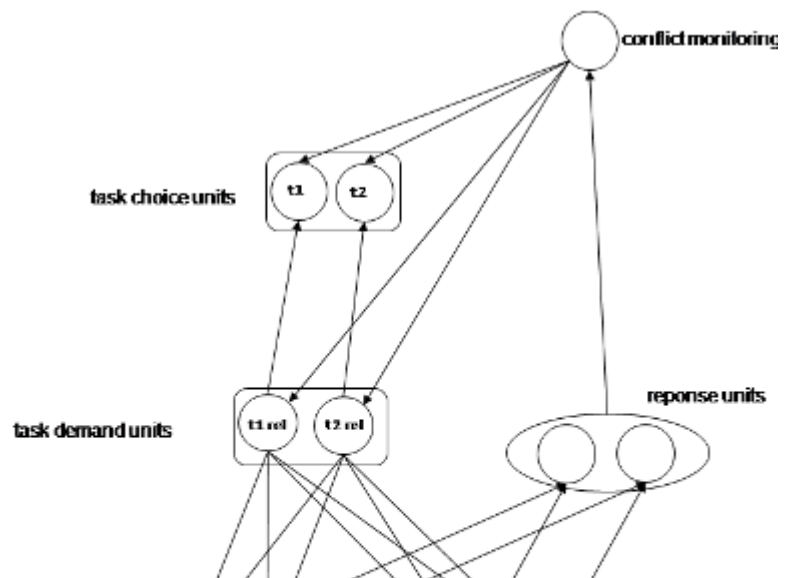 conflict monitoring
t1 t2
task choice units
reponse units
t1 rel t2 rel
task demand units